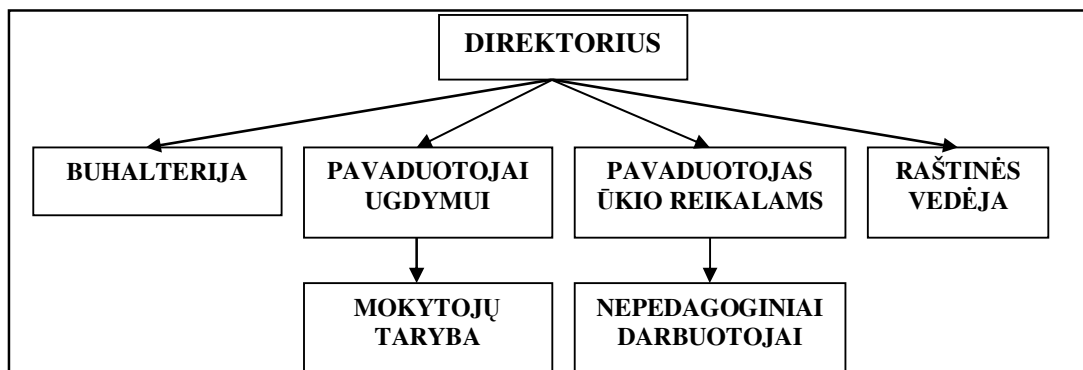 DIREKTORIUS
BUHALTERIJA
PAVADUOTOJAI
UGDYMUI
PAVADUOTOJAS
ŪKIO REIKALAMS
RAŠTINĖS
VEDĖJA
MOKYTOJŲ
TARYBA
NEPEDAGOGINIAI
DARBUOTOJAI